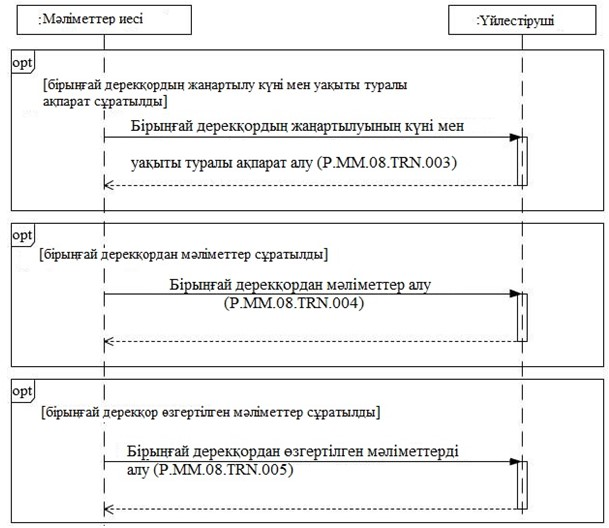 :Мәліметтер иесі
:Үйлестіруші
opt
[бірыңғай дерекқордың жаңартылу күні мен уақыты туралы
ақпарат сұратылды]
Бірыңғай дерекқордың жаңартылуының күні мен
уақыты туралы ақпарат алу (P.MM.08.TRN.003)
opt
[бірыңғай дерекқордан мәліметтер сұратылды]
Бірыңғай дерекқордан мәліметтер алу
(P.MM.08.TRN.004)
opt
[бірыңғай дерекқор өзгертілген мәліметтер сұратылды]
Бірыңғай дерекқордан өзгертілген мәліметтерді
алу (P.MM.08.TRN.005)